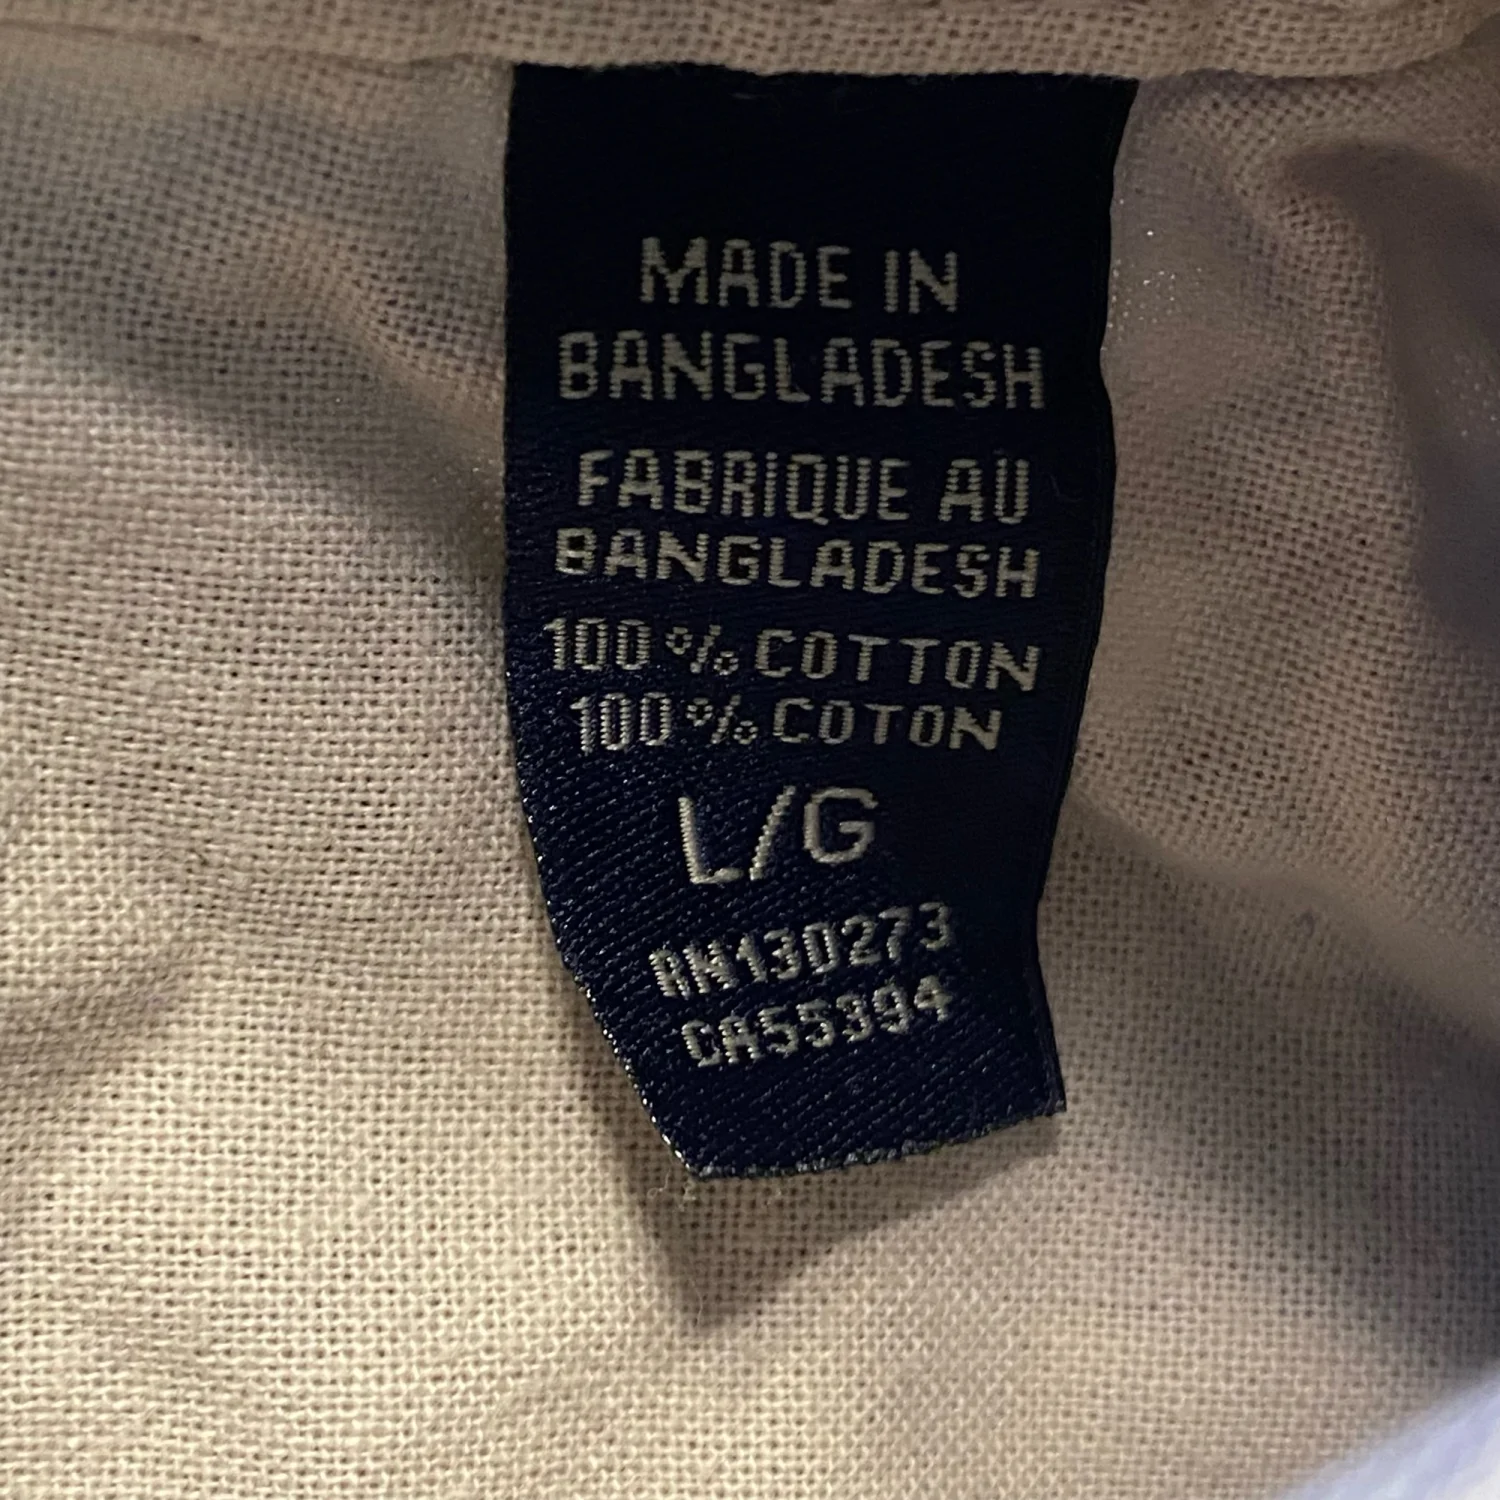 MADE IN
BANGLADESH
FABRIQUE AU
BANGLADESH
100% COTTON
100% COTON
L/G
RN130273
CA55394